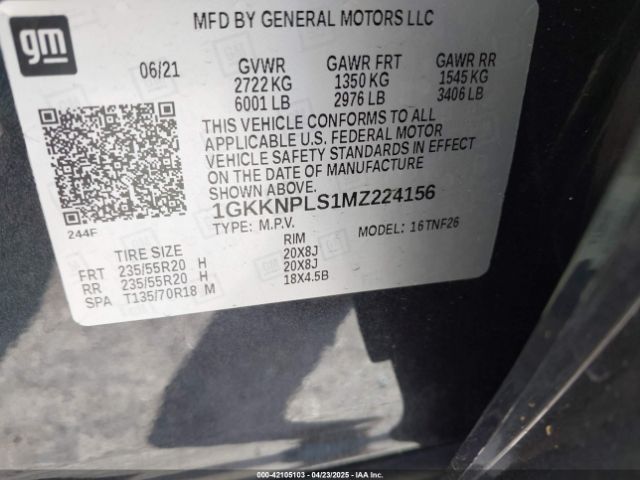 gm
MFD BY GENERAL MOTORS LLC
06/21 GVWR GAWR FRT GAWR RR
2722 KG 1350 KG 1545 KG
6001 LB 2976 LB 3406 LB
THIS VEHICLE CONFORMS TO ALL
APPLICABLE U.S. FEDERAL MOTOR
VEHICLE SAFETY STANDARDS IN EFFECT
ON THE DATE OF MANUFACTURE
SHOWN ABOVE.
1GKKNPLS1MZ224156
244F TYPE: M.P.V. MODEL: 16TNF26
TIRE SIZE RIM
FRT 235/55R20 H 20X8J
RR 235/55R20 H 20X8J
SPA T135/70R18 M 18X4.5B
000-42105103 - 04/23/2025 - IAAI.COM